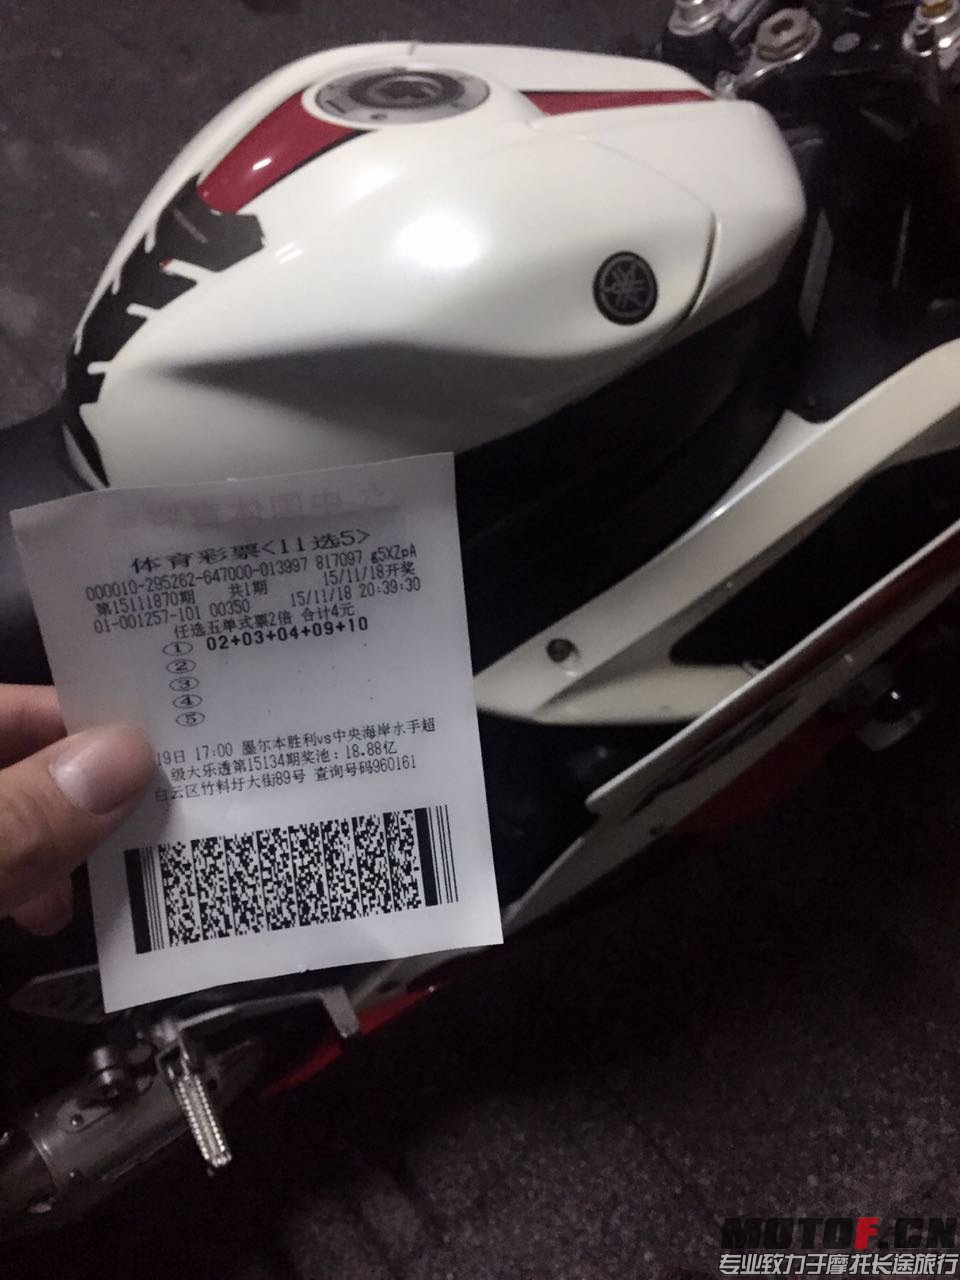 体育彩票<11选5>
000010-295262-647000-013997 817097 g5XZpA
第15111870期 共1期 15/11/18开奖
01-001257-101 00350 15/11/18 20:39:30
任选五单式票2倍 合计4元
① 02+03+04+09+10
②
③
④
⑤
19日 17:00 墨尔本胜利vs中央海岸水手超
级大乐透第15134期奖池：18.88亿
白云区竹料圩大街89号 查询号码960161
MOTOF.CN
专业致力于摩托长途旅行